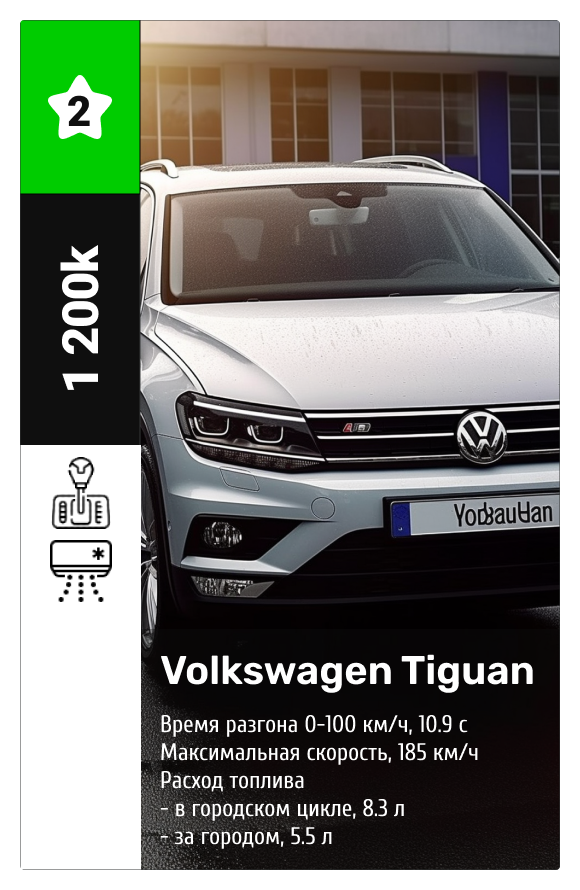 2
1 200k
Volkswagen Tiguan
Время разгона 0-100 км/ч, 10.9 с
Максимальная скорость, 185 км/ч
Расход топлива
- в городском цикле, 8.3 л
- за городом, 5.5 л